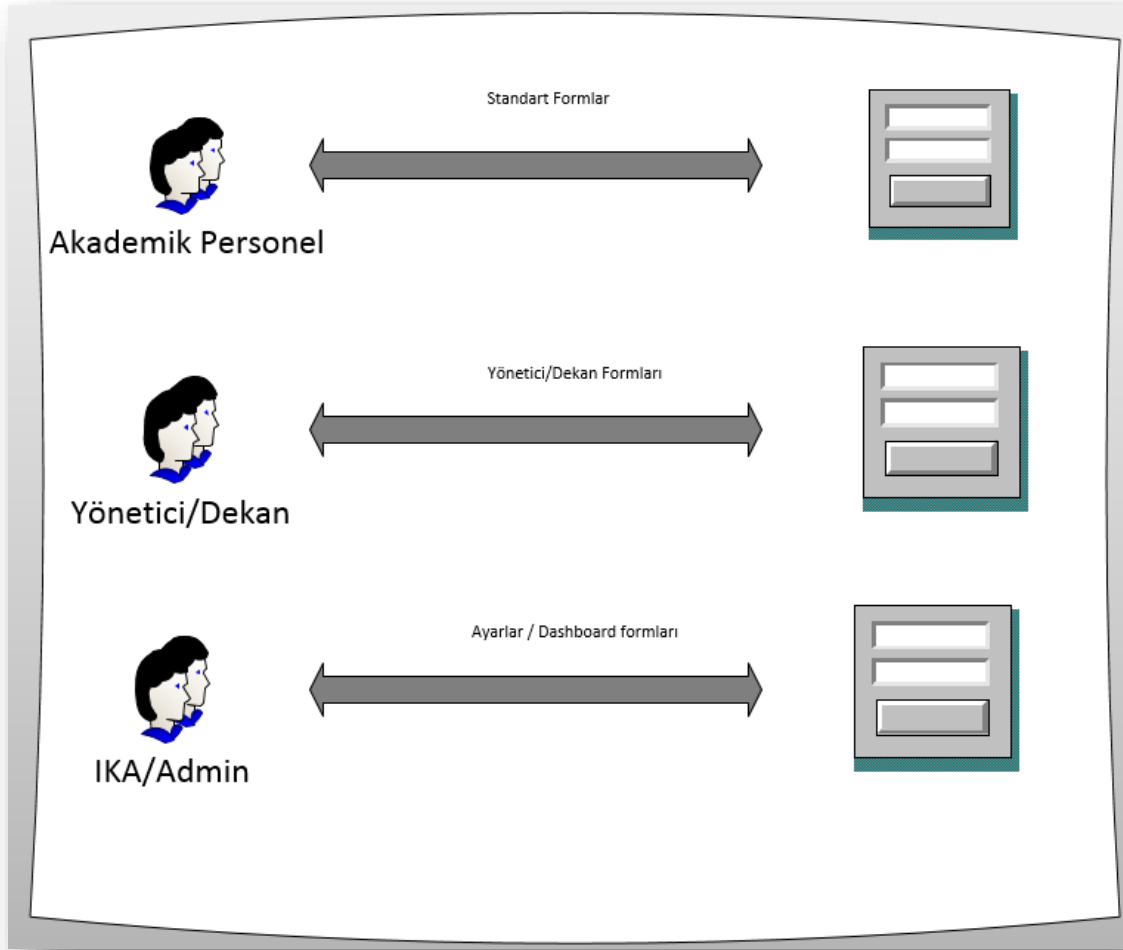 Standart Formlar
Akademik Personel
Yönetici/Dekan Formları
Yönetici/Dekan
Ayarlar / Dashboard formları
IKA/Admin